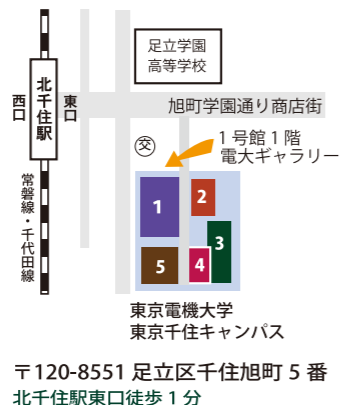 足立学園
高等学校
北千住駅
西口
東口
旭町学園通り商店街
交
1号館1階
電大ギャラリー
常磐線・千代田線
1
2
3
4
5
東京電機大学
東京千住キャンパス
〒120-8551 足立区千住旭町 5 番
北千住駅東口徒歩 1 分